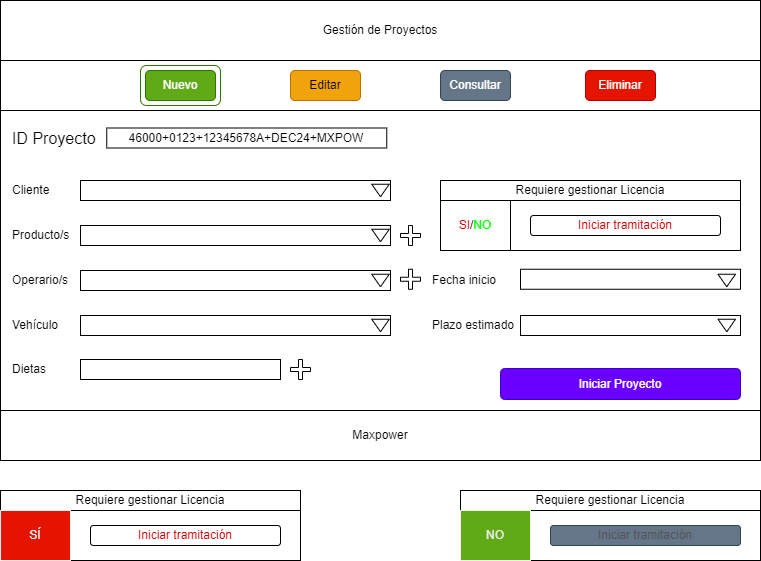 Gestión de Proyectos
Nuevo Editar Consultar Eliminar
ID Proyecto 46000+0123+12345678A+DEC24+MXPOW
Cliente Requiere gestionar Licencia
Producto/s SI/NO Iniciar tramitación
Operario/s Fecha inicio
Vehículo Plazo estimado
Dietas
Iniciar Proyecto
Maxpower
Requiere gestionar Licencia
SÍ Iniciar tramitación
Requiere gestionar Licencia
NO Iniciar tramitación